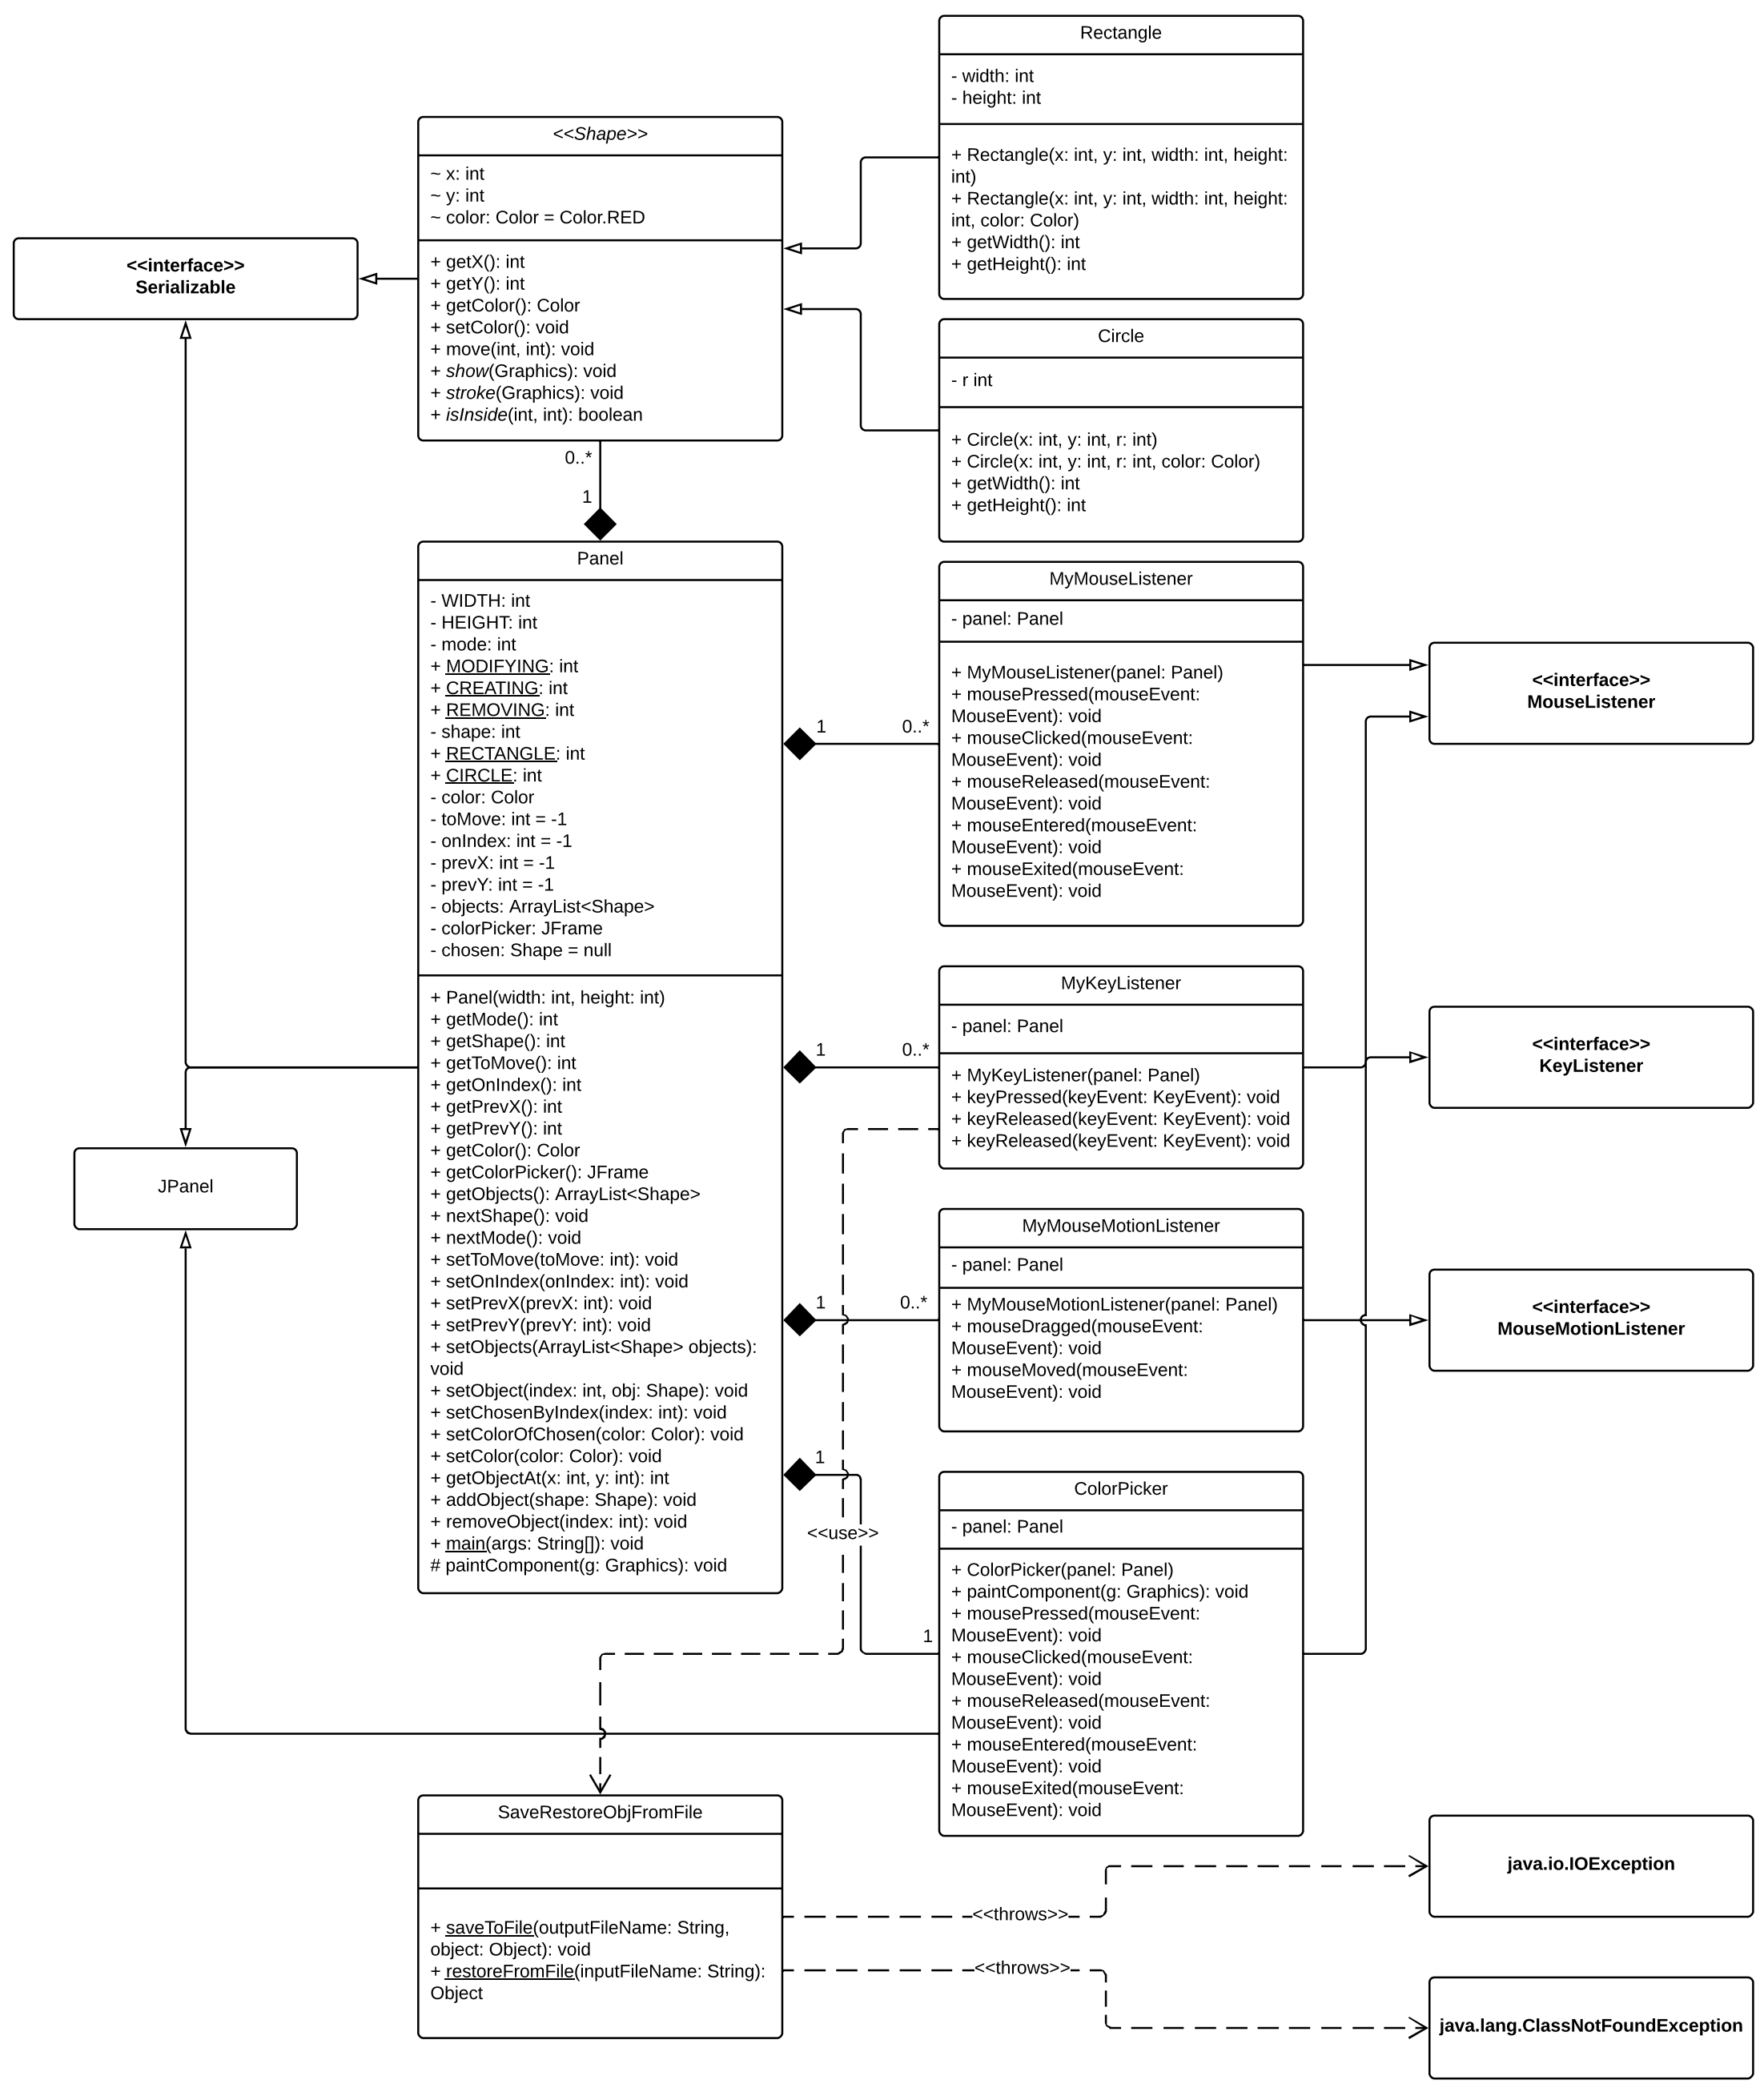 Rectangle
- width: int
- height: int
+ Rectangle(x: int, y: int, width: int, height:
int)
+ Rectangle(x: int, y: int, width: int, height:
int, color: Color)
+ getWidth(): int
+ getHeight(): int
<<Shape>>
~ x: int
~ y: int
~ color: Color = Color.RED
+ getX(): int
+ getY(): int
+ getColor(): Color
+ setColor(): void
+ move(int, int): void
+ show(Graphics): void
+ stroke(Graphics): void
+ isInside(int, int): boolean
<<interface>>
Serializable
Circle
- r int
+ Circle(x: int, y: int, r: int)
+ Circle(x: int, y: int, r: int, color: Color)
+ getWidth(): int
+ getHeight(): int
0..*
1
Panel
- WIDTH: int
- HEIGHT: int
- mode: int
+ MODIFYING: int
+ CREATING: int
+ REMOVING: int
- shape: int
+ RECTANGLE: int
+ CIRCLE: int
- color: Color
- toMove: int = -1
- onIndex: int = -1
- prevX: int = -1
- prevY: int = -1
- objects: ArrayList<Shape>
- colorPicker: JFrame
- chosen: Shape = null
+ Panel(width: int, height: int)
+ getMode(): int
+ getShape(): int
+ getToMove(): int
+ getOnIndex(): int
+ getPrevX(): int
+ getPrevY(): int
+ getColor(): Color
+ getColorPicker(): JFrame
+ getObjects(): ArrayList<Shape>
+ nextShape(): void
+ nextMode(): void
+ setToMove(toMove: int): void
+ setOnIndex(onIndex: int): void
+ setPrevX(prevX: int): void
+ setPrevY(prevY: int): void
+ setObjects(ArrayList<Shape> objects):
void
+ setObject(index: int, obj: Shape): void
+ setChosenByIndex(index: int): void
+ setColorOfChosen(color: Color): void
+ setColor(color: Color): void
+ getObjectAt(x: int, y: int): int
+ addObject(shape: Shape): void
+ removeObject(index: int): void
+ main(args: String[]): void
# paintComponent(g: Graphics): void
1
0..*
MyMouseListener
- panel: Panel
+ MyMouseListener(panel: Panel)
+ mousePressed(mouseEvent:
MouseEvent): void
+ mouseClicked(mouseEvent:
MouseEvent): void
+ mouseReleased(mouseEvent:
MouseEvent): void
+ mouseEntered(mouseEvent:
MouseEvent): void
+ mouseExited(mouseEvent:
MouseEvent): void
<<interface>>
MouseListener
1
0..*
MyKeyListener
- panel: Panel
+ MyKeyListener(panel: Panel)
+ keyPressed(keyEvent: KeyEvent): void
+ keyReleased(keyEvent: KeyEvent): void
+ keyReleased(keyEvent: KeyEvent): void
<<interface>>
KeyListener
JPanel
1
0..*
MyMouseMotionListener
- panel: Panel
+ MyMouseMotionListener(panel: Panel)
+ mouseDragged(mouseEvent:
MouseEvent): void
+ mouseMoved(mouseEvent:
MouseEvent): void
<<interface>>
MouseMotionListener
1
<<use>>
1
ColorPicker
- panel: Panel
+ ColorPicker(panel: Panel)
+ paintComponent(g: Graphics): void
+ mousePressed(mouseEvent:
MouseEvent): void
+ mouseClicked(mouseEvent:
MouseEvent): void
+ mouseReleased(mouseEvent:
MouseEvent): void
+ mouseEntered(mouseEvent:
MouseEvent): void
+ mouseExited(mouseEvent:
MouseEvent): void
SaveRestoreObjFromFile
+ saveToFile(outputFileName: String,
object: Object): void
+ restoreFromFile(inputFileName: String):
Object
<<throws>>
java.io.IOException
<<throws>>
java.lang.ClassNotFoundException